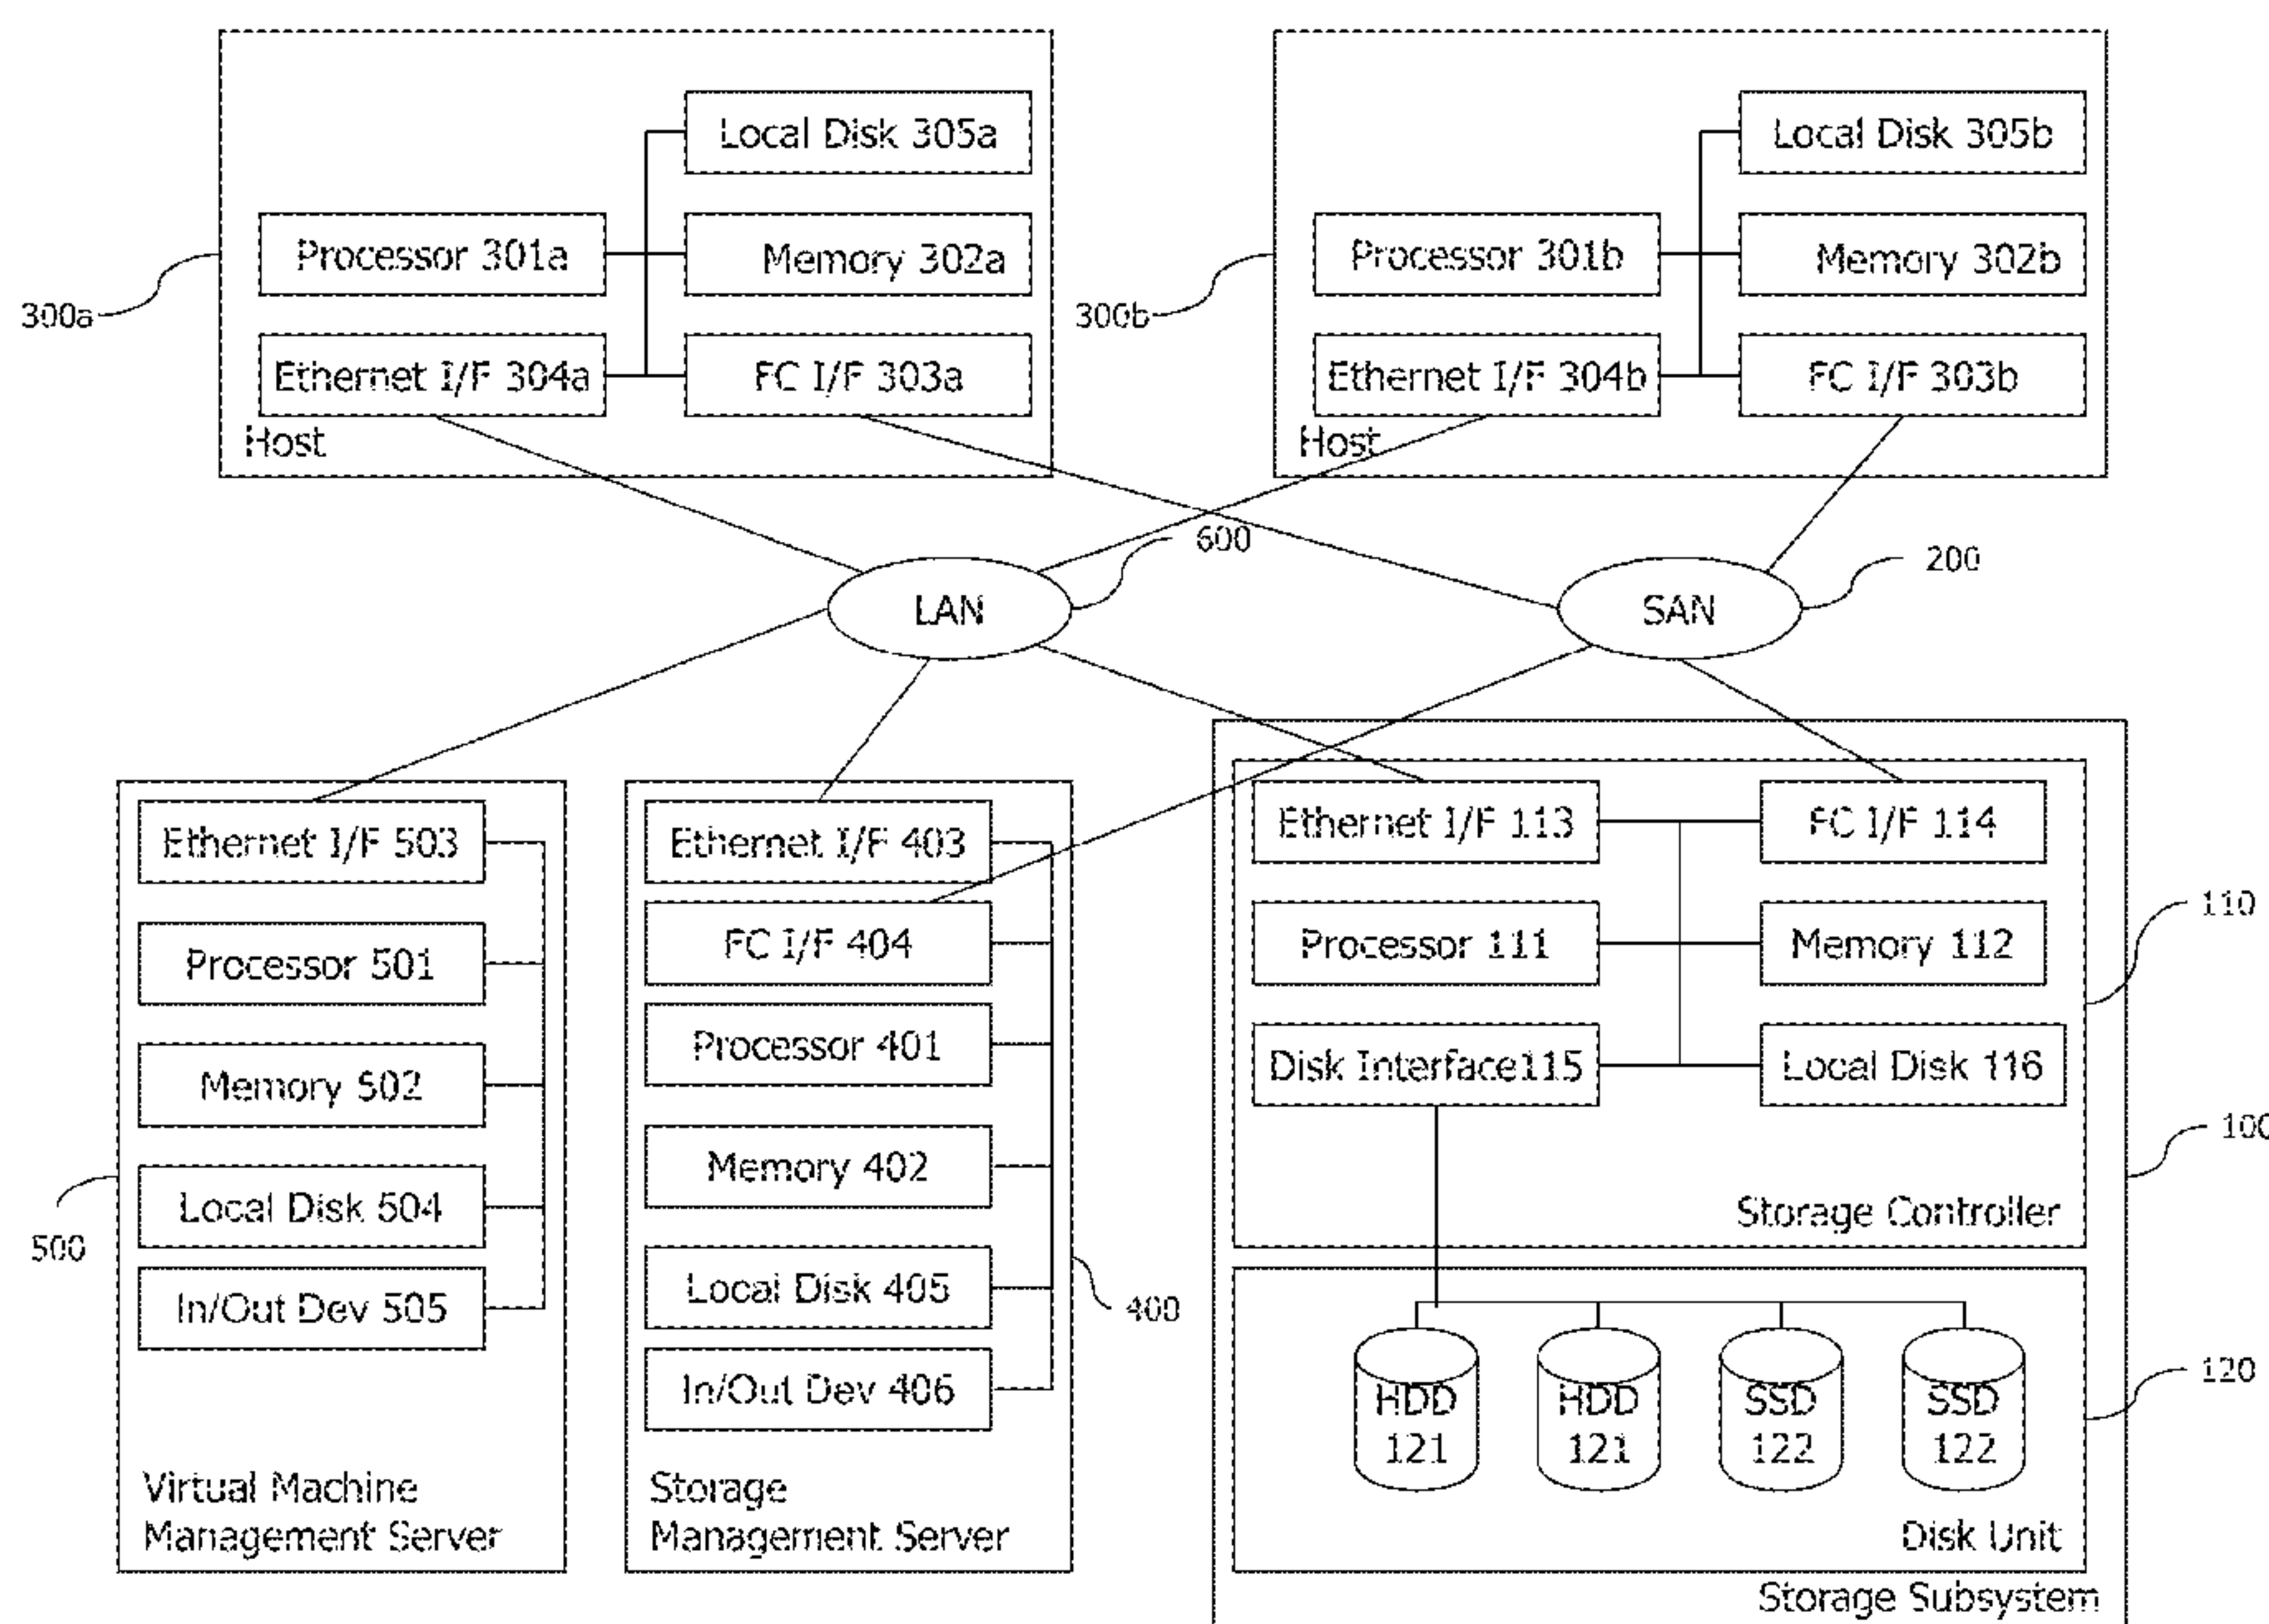 Local Disk 305a
Processor 301a
Memory 302a
300a
Ethernet I/F 304a
FC I/F 303a
Host
Local Disk 305b
Processor 301b
Memory 302b
300b
Ethernet I/F 304b
FC I/F 303b
Host
600
LAN
200
SAN
Ethernet I/F 503
Processor 501
Memory 502
Local Disk 504
500
In/Out Dev 505
Virtual Machine
Management Server
Ethernet I/F 403
FC I/F 404
Processor 401
Memory 402
Local Disk 405
400
In/Out Dev 406
Storage
Management Server
Ethernet I/F 113
FC I/F 114
110
Processor 111
Memory 112
Disk Interface115
Local Disk 116
100
Storage Controller
120
HDD
121
HDD
121
SSD
122
SSD
122
Disk Unit
Storage Subsystem